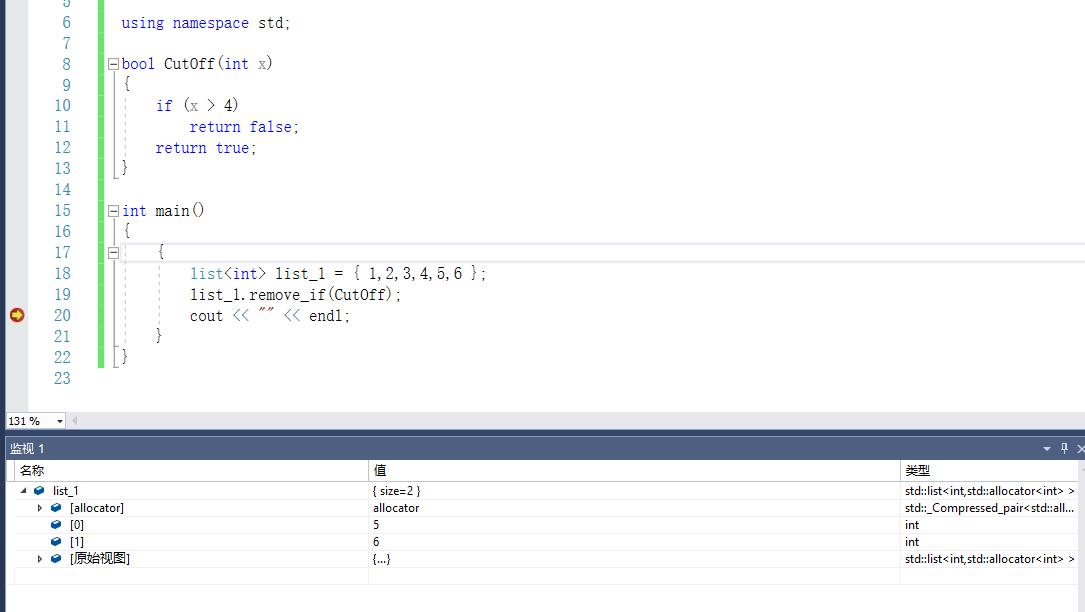 5
6 using namespace std;
7
8 bool CutOff(int x)
9 {
10 if (x > 4)
11 return false;
12 return true;
13 }
14
15 int main()
16 {
17 {
18 list<int> list_1 = { 1,2,3,4,5,6 };
19 list_1.remove_if(CutOff);
20 cout << "" << endl;
21 }
22 }
23
131 %
监视 1
名称 值 类型
list_1 { size=2 } std::list<int,std::allocator<int> >
[allocator] allocator std::_Compressed_pair<std::all...
[0] 5 int
[1] 6 int
[原始视图] {...} std::list<int,std::allocator<int> >